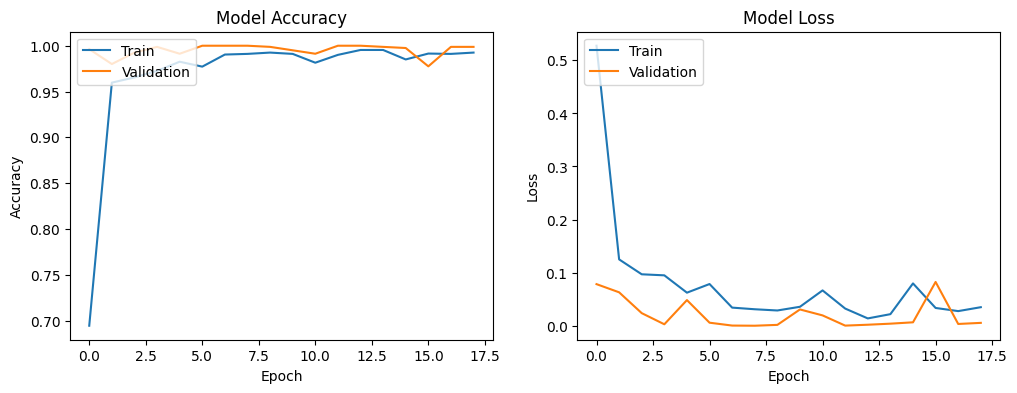 Model Accuracy
Accuracy
1.00
0.95
0.90
0.85
0.80
0.75
0.70
Train
Validation
0.0 2.5 5.0 7.5 10.0 12.5 15.0 17.5
Epoch
Model Loss
Loss
0.5
0.4
0.3
0.2
0.1
0.0
Train
Validation
0.0 2.5 5.0 7.5 10.0 12.5 15.0 17.5
Epoch